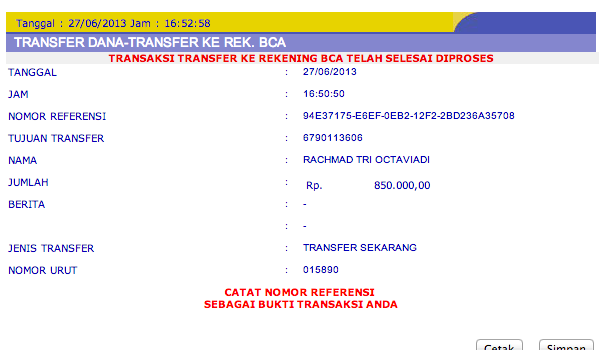 Tanggal : 27/06/2013 Jam : 16:52:58
TRANSFER DANA-TRANSFER KE REK. BCA
TRANSAKSI TRANSFER KE REKENING BCA TELAH SELESAI DIPROSES
TANGGAL : 27/06/2013
JAM : 16:50:50
NOMOR REFERENSI : 94E37175-E6EF-0EB2-12F2-2BD236A35708
TUJUAN TRANSFER : 6790113606
NAMA : RACHMAD TRI OCTAVIADI
JUMLAH : Rp. 850.000,00
BERITA : -
: -
JENIS TRANSFER : TRANSFER SEKARANG
NOMOR URUT : 015890
CATAT NOMOR REFERENSI
SEBAGAI BUKTI TRANSAKSI ANDA
Cetak Simpan